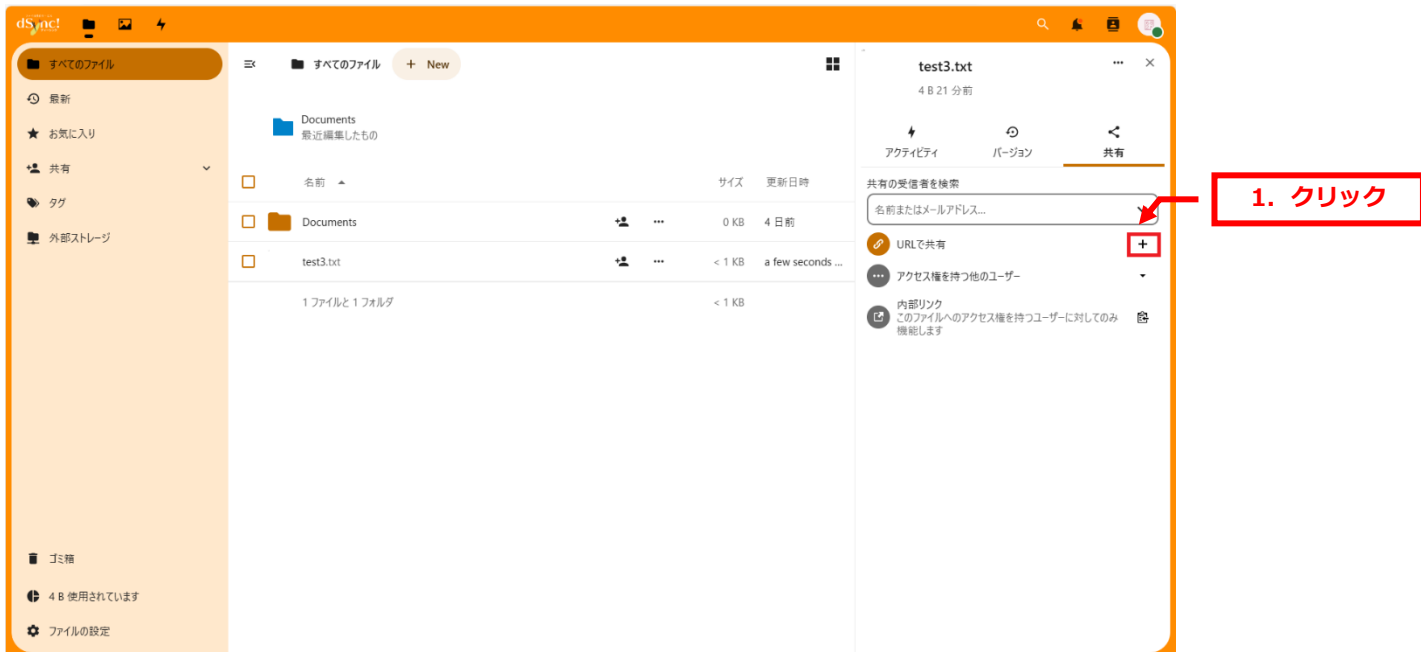 dSync!
すべてのファイル
最新
お気に入り
共有
タグ
外部ストレージ
ゴミ箱
4 B 使用されています
ファイルの設定
すべてのファイル
+ New
Documents
最近編集したもの
名前
サイズ
更新日時
Documents
0 KB
4 日前
test3.txt
< 1 KB
a few seconds ...
1 ファイルと 1 フォルダ
< 1 KB
test3.txt
4 B 21 分前
アクティビティ
バージョン
共有
共有の受信者を検索
名前またはメールアドレス...
URLで共有
アクセス権を持つ他のユーザー
内部リンク
このファイルへのアクセス権を持つユーザーに対してのみ
機能します
1. クリック